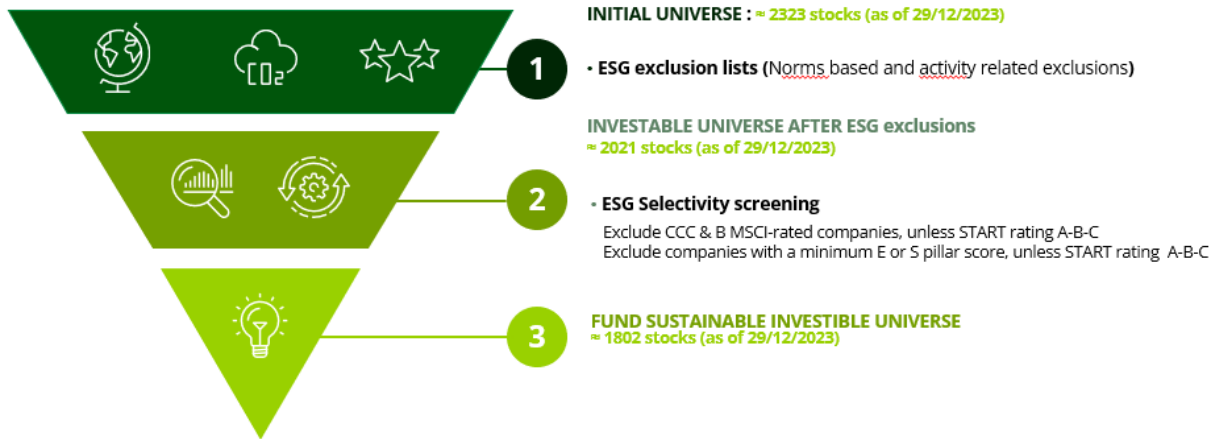 INITIAL UNIVERSE : ≈ 2323 stocks (as of 29/12/2023)
CO2
1
• ESG exclusion lists (Norms based and activity related exclusions)
INVESTABLE UNIVERSE AFTER ESG exclusions
≈ 2021 stocks (as of 29/12/2023)
2
• ESG Selectivity screening
Exclude CCC & B MSCI-rated companies, unless START rating A-B-C
Exclude companies with a minimum E or S pillar score, unless START rating A-B-C
3
FUND SUSTAINABLE INVESTIBLE UNIVERSE
≈ 1802 stocks (as of 29/12/2023)